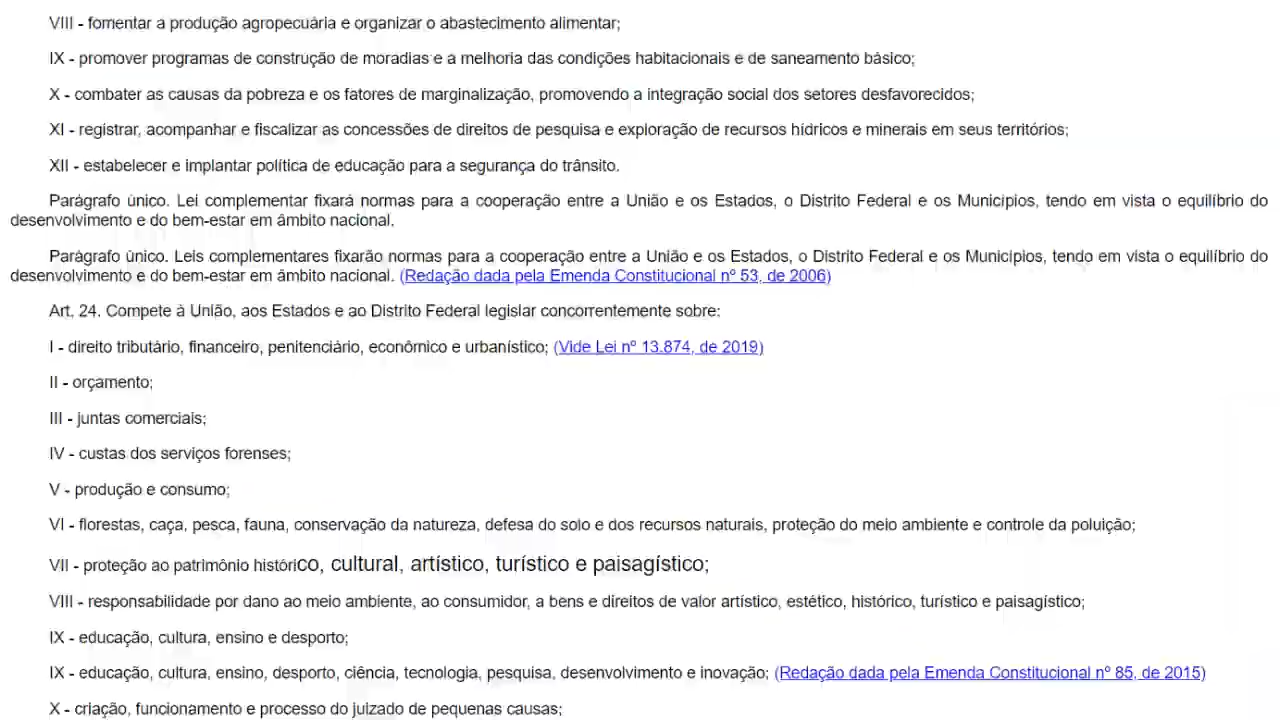 VIII - fomentar a produção agropecuária e organizar o abastecimento alimentar;
IX - promover programas de construção de moradias e a melhoria das condições habitacionais e de saneamento básico;
X - combater as causas da pobreza e os fatores de marginalização, promovendo a integração social dos setores desfavorecidos;
XI - registrar, acompanhar e fiscalizar as concessões de direitos de pesquisa e exploração de recursos hídricos e minerais em seus territórios;
XII - estabelecer e implantar política de educação para a segurança do trânsito.
Parágrafo único. Lei complementar fixará normas para a cooperação entre a União e os Estados, o Distrito Federal e os Municípios, tendo em vista o equilíbrio do
desenvolvimento e do bem-estar em âmbito nacional.
Parágrafo único. Leis complementares fixarão normas para a cooperação entre a União e os Estados, o Distrito Federal e os Municípios, tendo em vista o equilíbrio do
desenvolvimento e do bem-estar em âmbito nacional. (Redação dada pela Emenda Constitucional nº 53, de 2006)
Art. 24. Compete à União, aos Estados e ao Distrito Federal legislar concorrentemente sobre:
I - direito tributário, financeiro, penitenciário, econômico e urbanístico; (Vide Lei nº 13.874, de 2019)
II - orçamento;
III - juntas comerciais;
IV - custas dos serviços forenses;
V - produção e consumo;
VI - florestas, caça, pesca, fauna, conservação da natureza, defesa do solo e dos recursos naturais, proteção do meio ambiente e controle da poluição;
VII - proteção ao patrimônio histórico, cultural, artístico, turístico e paisagístico;
VIII - responsabilidade por dano ao meio ambiente, ao consumidor, a bens e direitos de valor artístico, estético, histórico, turístico e paisagístico;
IX - educação, cultura, ensino e desporto;
IX - educação, cultura, ensino, desporto, ciência, tecnologia, pesquisa, desenvolvimento e inovação; (Redação dada pela Emenda Constitucional nº 85, de 2015)
X - criação, funcionamento e processo do juizado de pequenas causas;